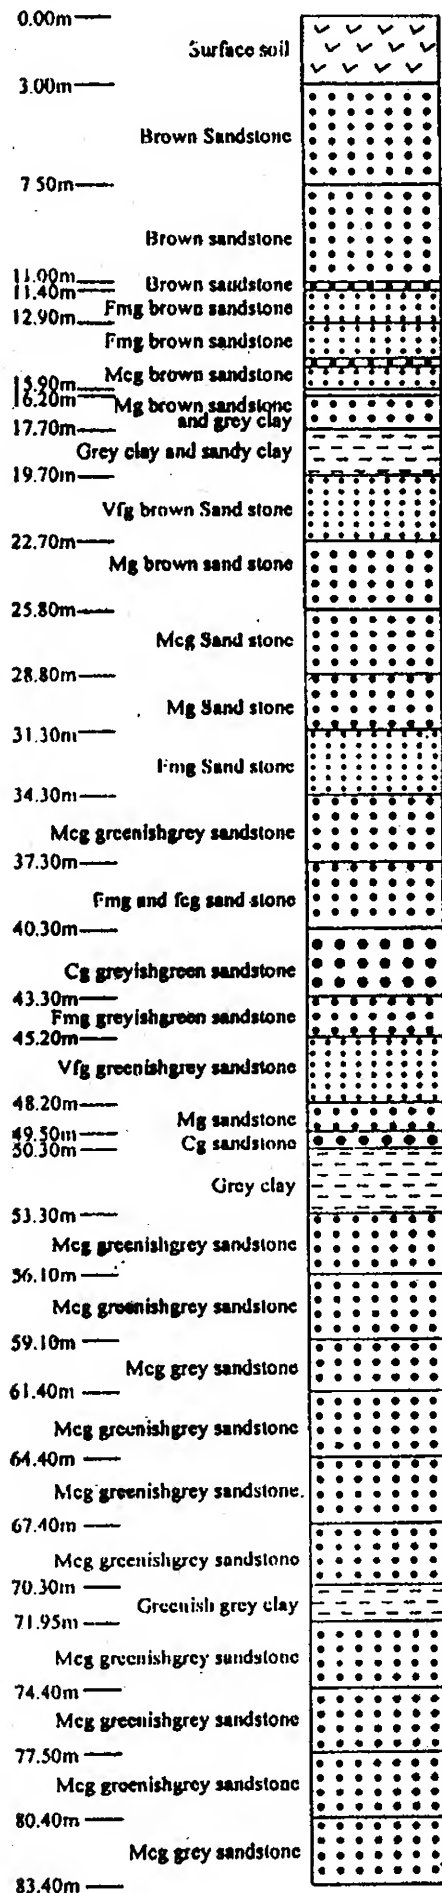 0.00m
Surface soil
3.00m
Brown Sandstone
7.50m
Brown sandstone
11.00m
Brown sandstone
11.40m
Fmg brown sandstone
12.90m
Fmg brown sandstone
Mcg brown sandstone
15.90m
16.20m
Mg brown sandstone
and grey clay
17.70m
Grey clay and sandy clay
19.70m
Vfg brown Sand stone
22.70m
Mg brown sand stone
25.80m
Mcg Sand stone
28.80m
Mg Sand stone
31.30m
Fmg Sand stone
34.30m
Mcg greenishgrey sandstone
37.30m
Fmg and fcg sand stone
40.30m
Cg greyishgreen sandstone
43.30m
Fmg greyishgreen sandstone
45.20m
Vfg greenishgrey sandstone
48.20m
Mg sandstone
49.50m
Cg sandstone
50.30m
Grey clay
53.30m
Mcg greenishgrey sandstone
56.10m
Mcg greenishgrey sandstone
59.10m
Mcg grey sandstone
61.40m
Mcg greenishgrey sandstone
64.40m
Mcg greenishgrey sandstone.
67.40m
Mcg greenishgrey sandstone
70.30m
Greenish grey clay
71.95m
Mcg greenishgrey sandstone
74.40m
Mcg greenishgrey sandstone
77.50m
Mcg greenishgrey sandstone
80.40m
Mcg grey sandstone
83.40m